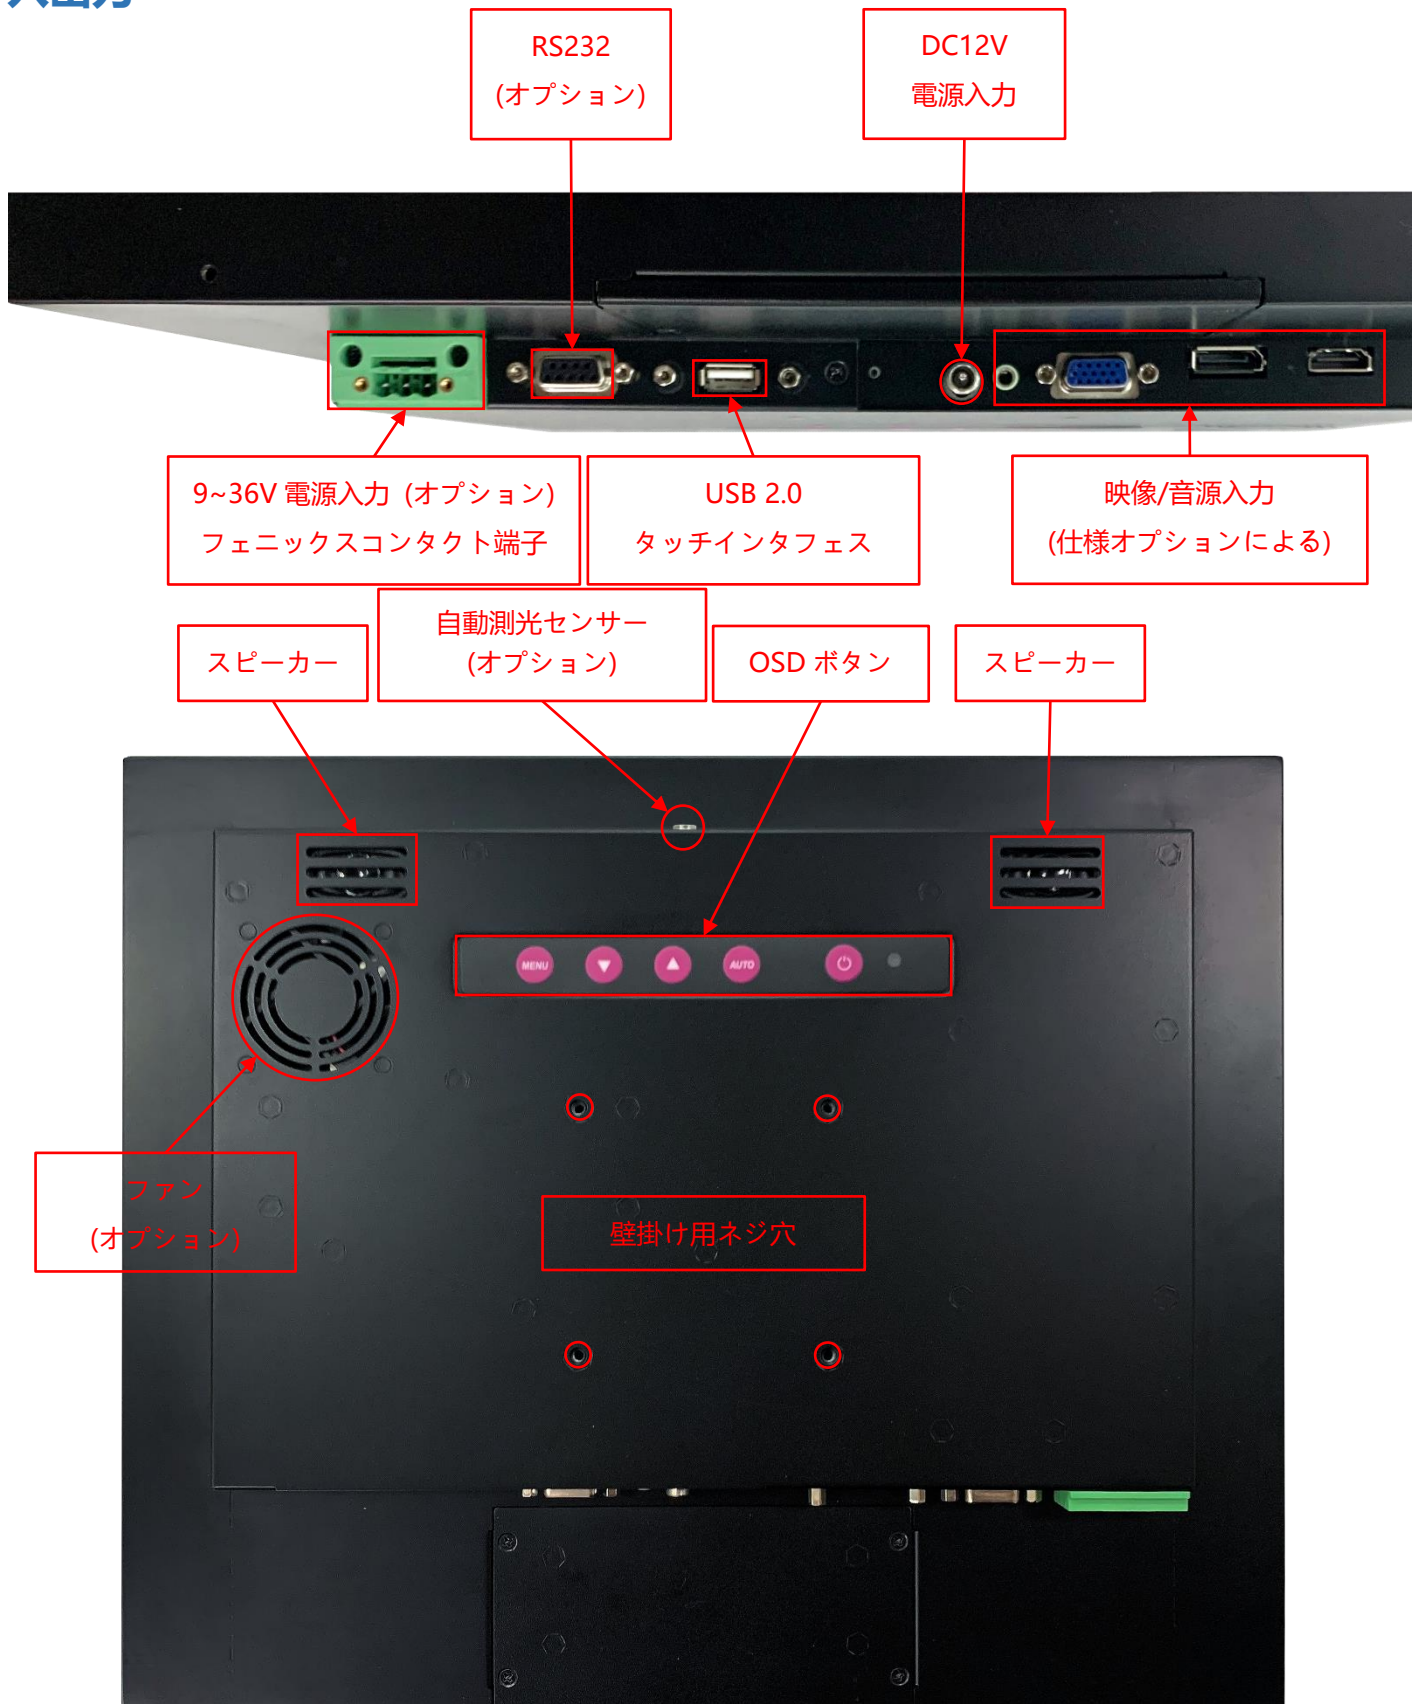 入出力
RS232
(オプション)
DC12V
電源入力
9~36V 電源入力 (オプション)
フェニックスコンタクト端子
USB 2.0
タッチインタフェス
映像/音源入力
(仕様オプションによる)
スピーカー
自動測光センサー
(オプション)
OSD ボタン
スピーカー
MENU
AUTO
ファン
(オプション)
壁掛け用ネジ穴